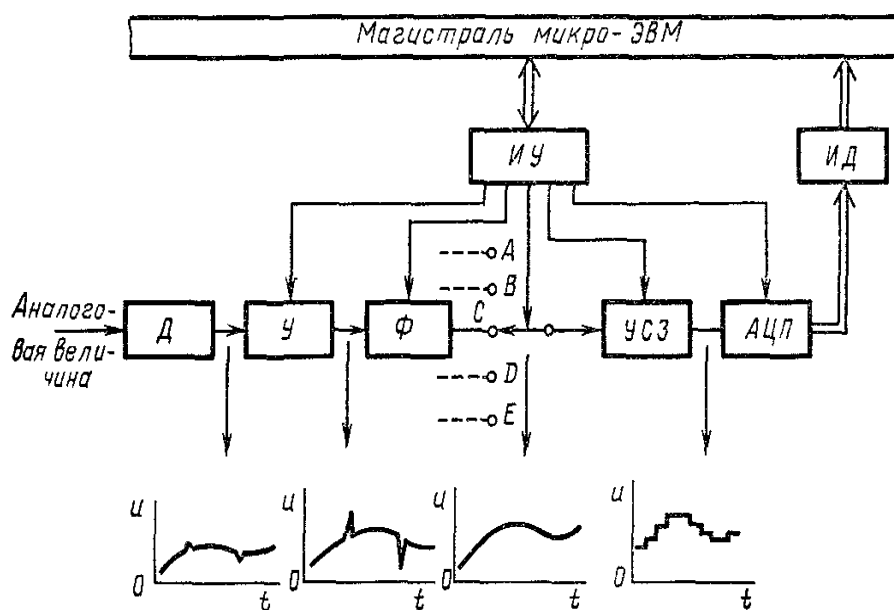 Магистраль микро-ЭВМ
ИУ
ИД
A
B
C
Аналого-
вая вели-
чина
Д
У
Ф
УСЗ
АЦП
D
E
u
0
t
u
0
t
u
0
t
u
0
t